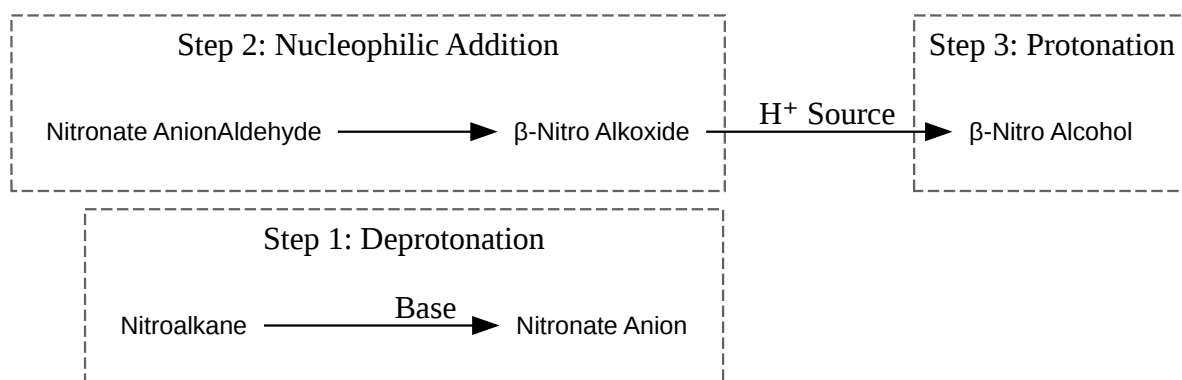 Step 2: Nucleophilic Addition
Step 3: Protonation
Nitronate AnionAldehyde
β-Nitro Alkoxide
H⁺ Source
β-Nitro Alcohol
Step 1: Deprotonation
Nitroalkane
Base
Nitronate Anion